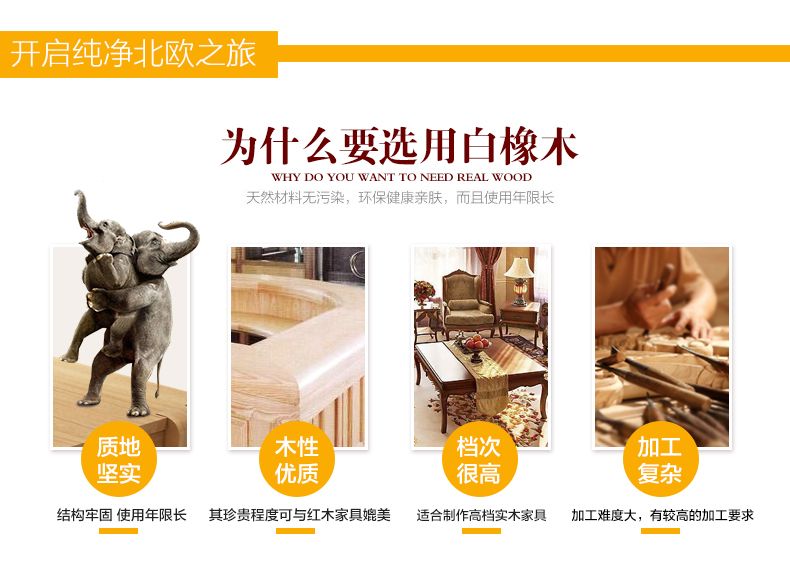 开启纯净北欧之旅
为什么要选用白橡木
WHY DO YOU WANT TO NEED REAL WOOD
天然材料无污染，环保健康亲肤，而且使用年限长
质地
坚实
木性
优质
档次
很高
加工
复杂
结构牢固 使用年限长
其珍贵程度可与红木家具媲美
适合制作高档实木家具
加工难度大，有较高的加工要求